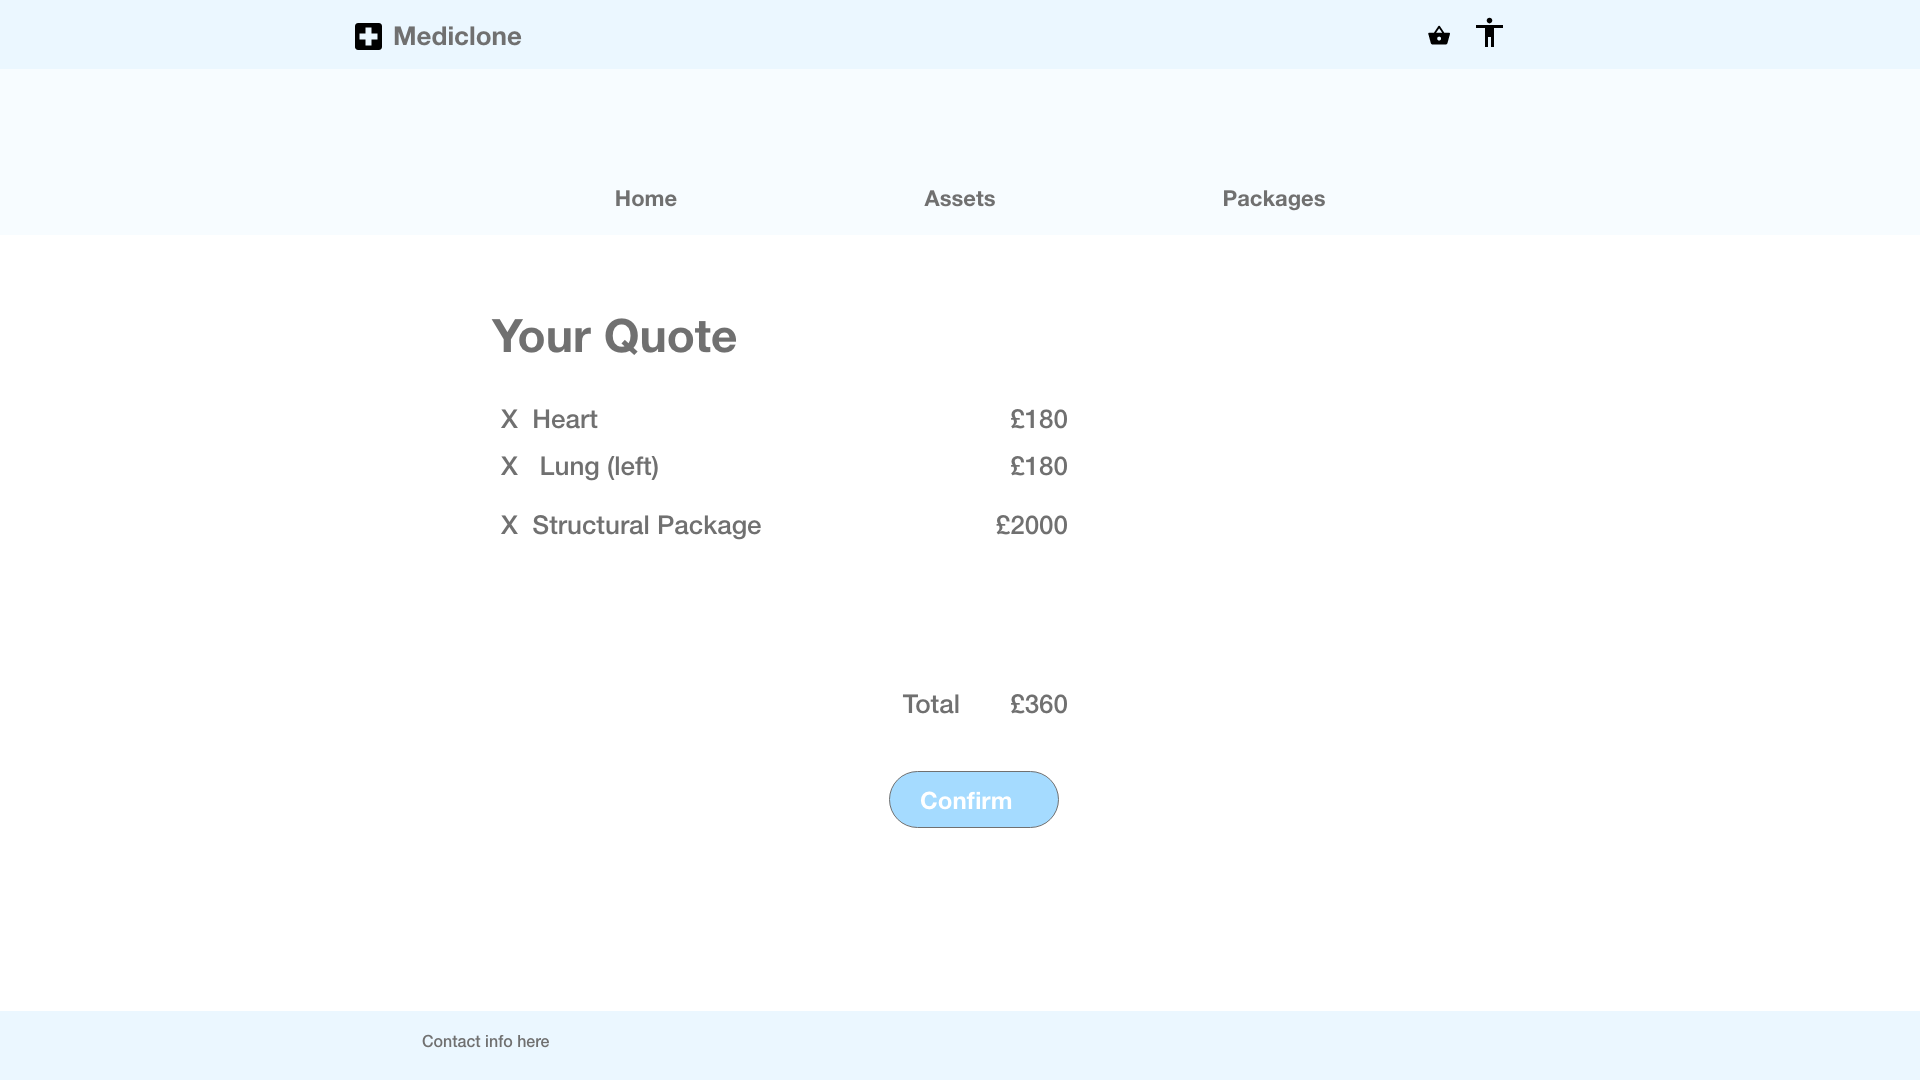 Mediclone
Home Assets Packages
Your Quote
X Heart £180
X Lung (left) £180
X Structural Package £2000
Total £360
Confirm
Contact info here